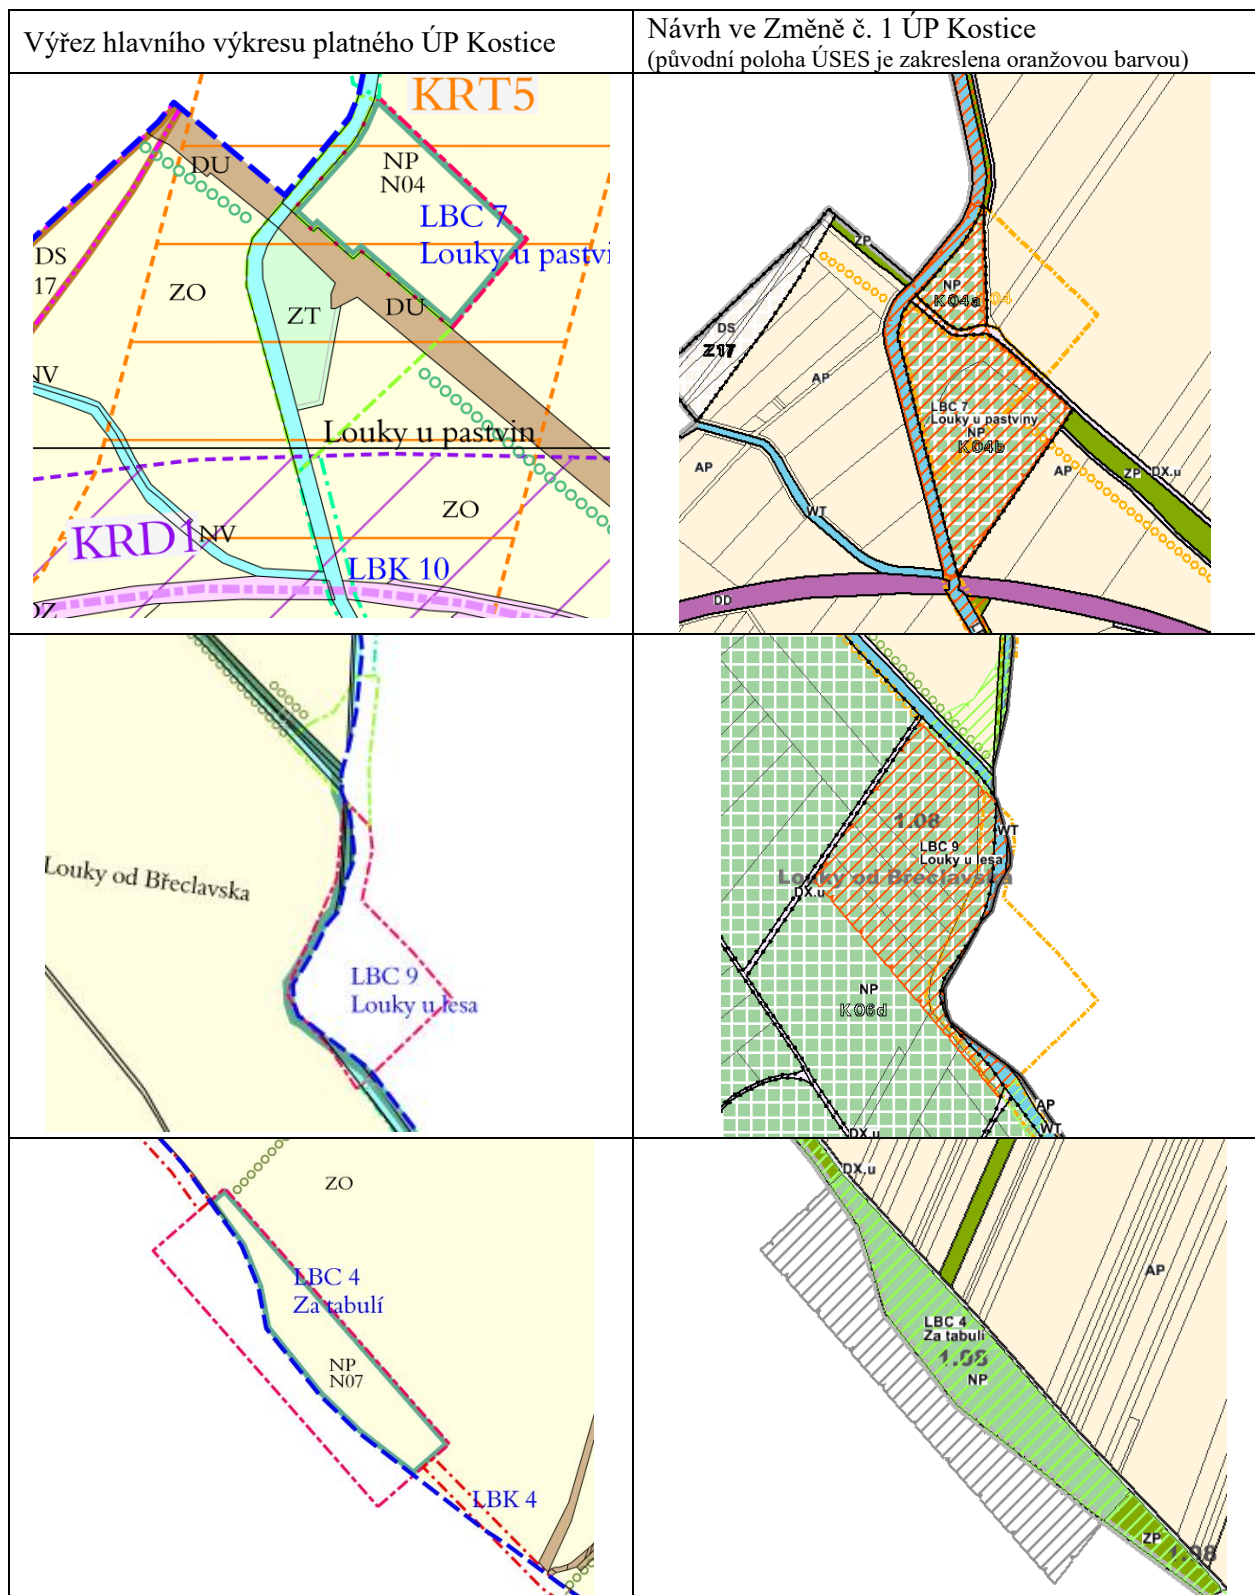 Výřez hlavního výkresu platného ÚP Kostice
Návrh ve Změně č. 1 ÚP Kostice
(původní poloha ÚSES je zakreslena oranžovou barvou)
KRT5
DU
NP
N04
LBC 7
Louky u pastvi
DS
17
ZO
ZT
DU
NV
Louky u pastvin
ZO
KRD1
NV
LBK 10
DZ
ZP
NP
K04a
04
DS
Z17
AP
LBC 7
Louky u pastviny
NP
K04b
AP
AP
ZP
DX.u
WT
DD
Louky od Břeclavska
LBC 9
Louky u lesa
1.08
WT
LBC 9
Louky u lesa
Louky od Břeclavska
DX.u
NP
K06d
AP
WT
DX.u
ZO
LBC 4
Za tabulí
NP
N07
LBK 4
DX,u
AP
LBC 4
Za tabulí
1.08
NP
ZP
1.08